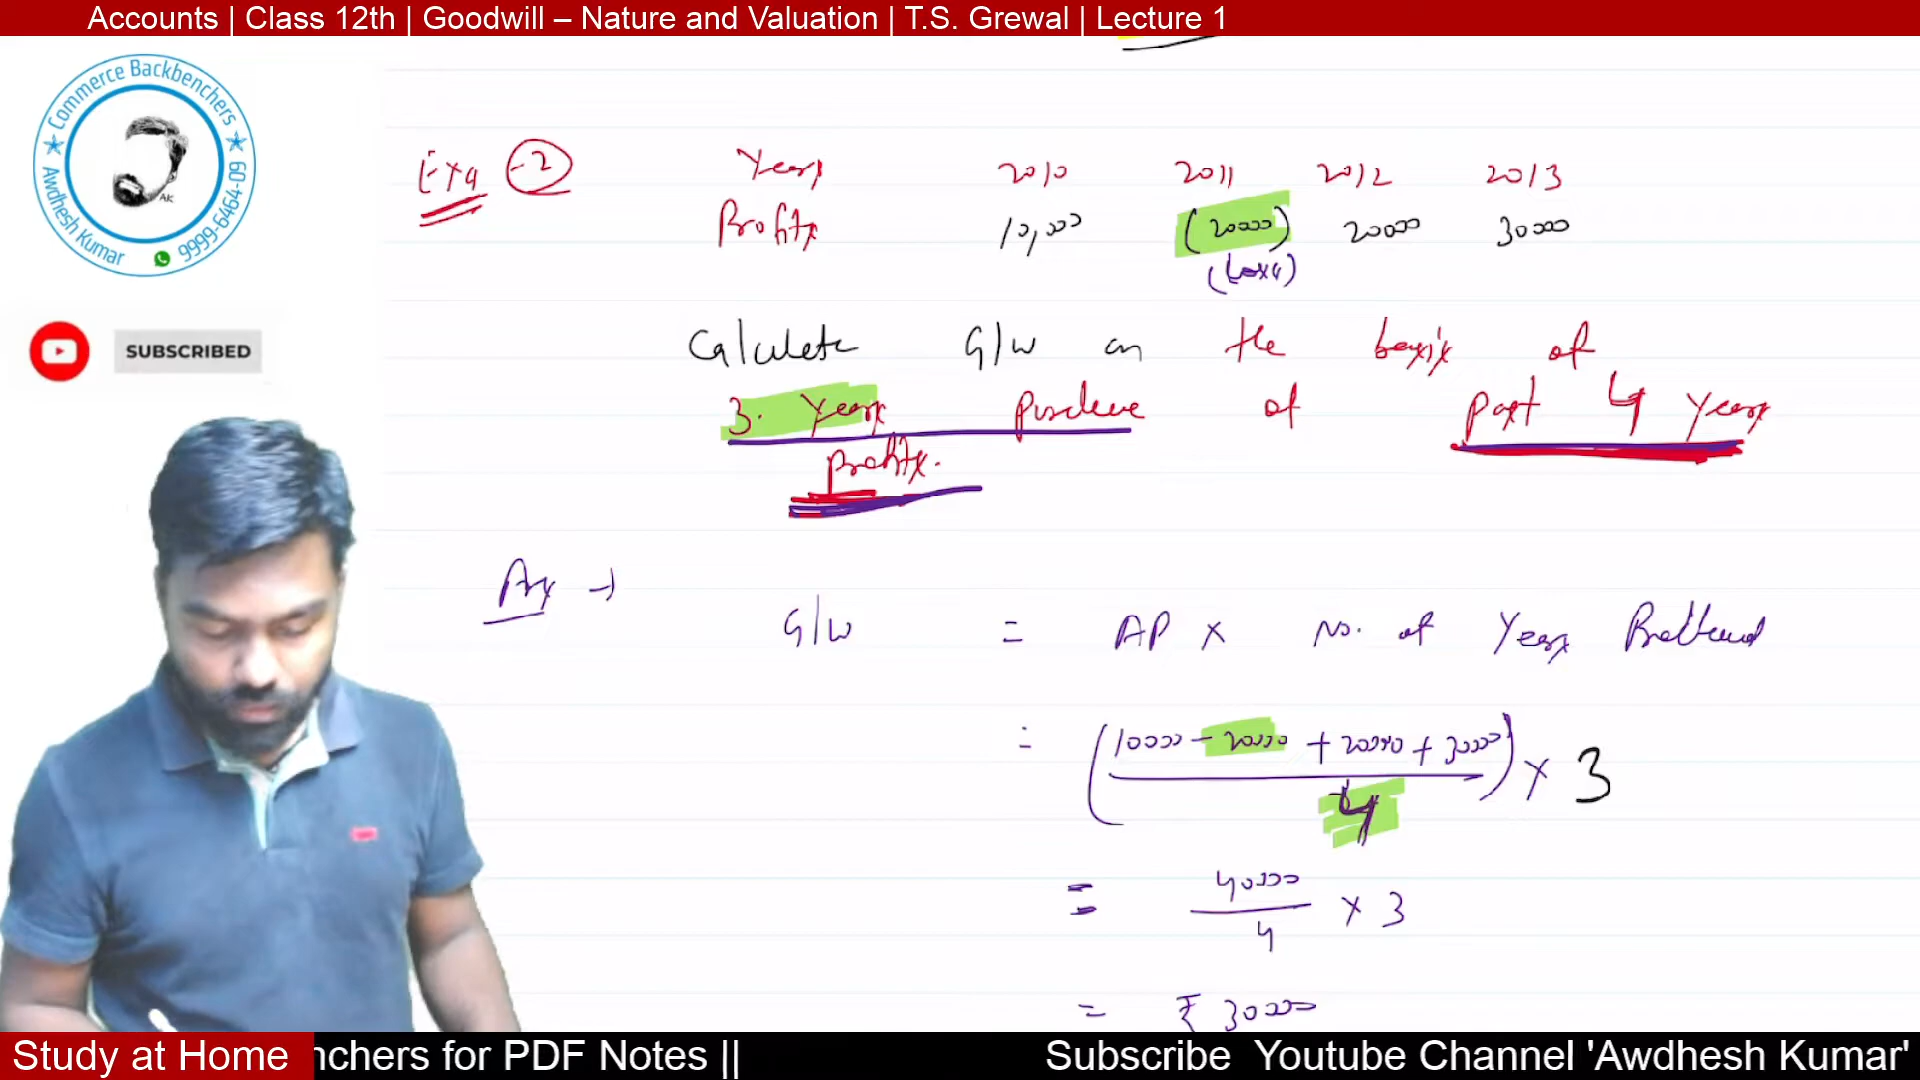 Accounts | Class 12th | Goodwill – Nature and Valuation | T.S. Grewal | Lecture 1
Commerce Backbenchers
AK
Awdhesh Kumar 9999-6464-09
SUBSCRIBED
Exa -2 Years 2010 2011 2012 2013
Profits 10,000 (20000) 20000 30000
(Loss)
Calculate G/W on the basis of
3. Years purchase of past 4 Years
profits.
Ans →
G/W = AP × No. of Years
= (10000 - 20000 + 20000 + 30000) × 3
4
= 40000 × 3
4
= ₹ 30000
Study at Home nchers for PDF Notes || Subscribe Youtube Channel 'Awdhesh Kumar'